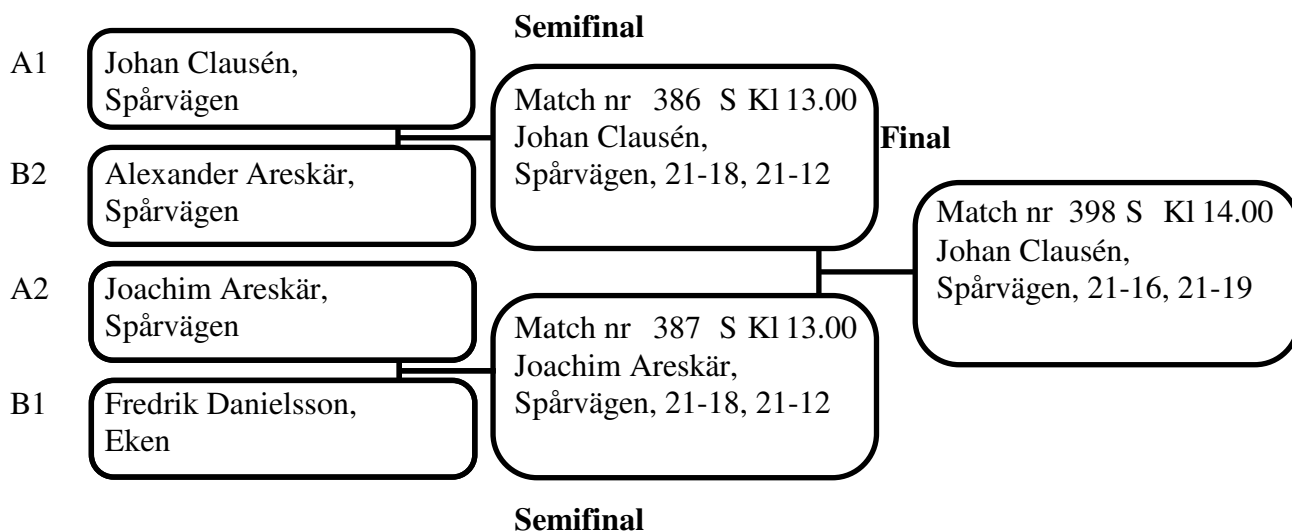 Semifinal
A1
Johan Clausén,
Spårvägen
B2
Alexander Areskär,
Spårvägen
A2
Joachim Areskär,
Spårvägen
B1
Fredrik Danielsson,
Eken
Match nr 386 S Kl 13.00
Johan Clausén,
Spårvägen, 21-18, 21-12
Match nr 387 S Kl 13.00
Joachim Areskär,
Spårvägen, 21-18, 21-12
Semifinal
Final
Match nr 398 S Kl 14.00
Johan Clausén,
Spårvägen, 21-16, 21-19